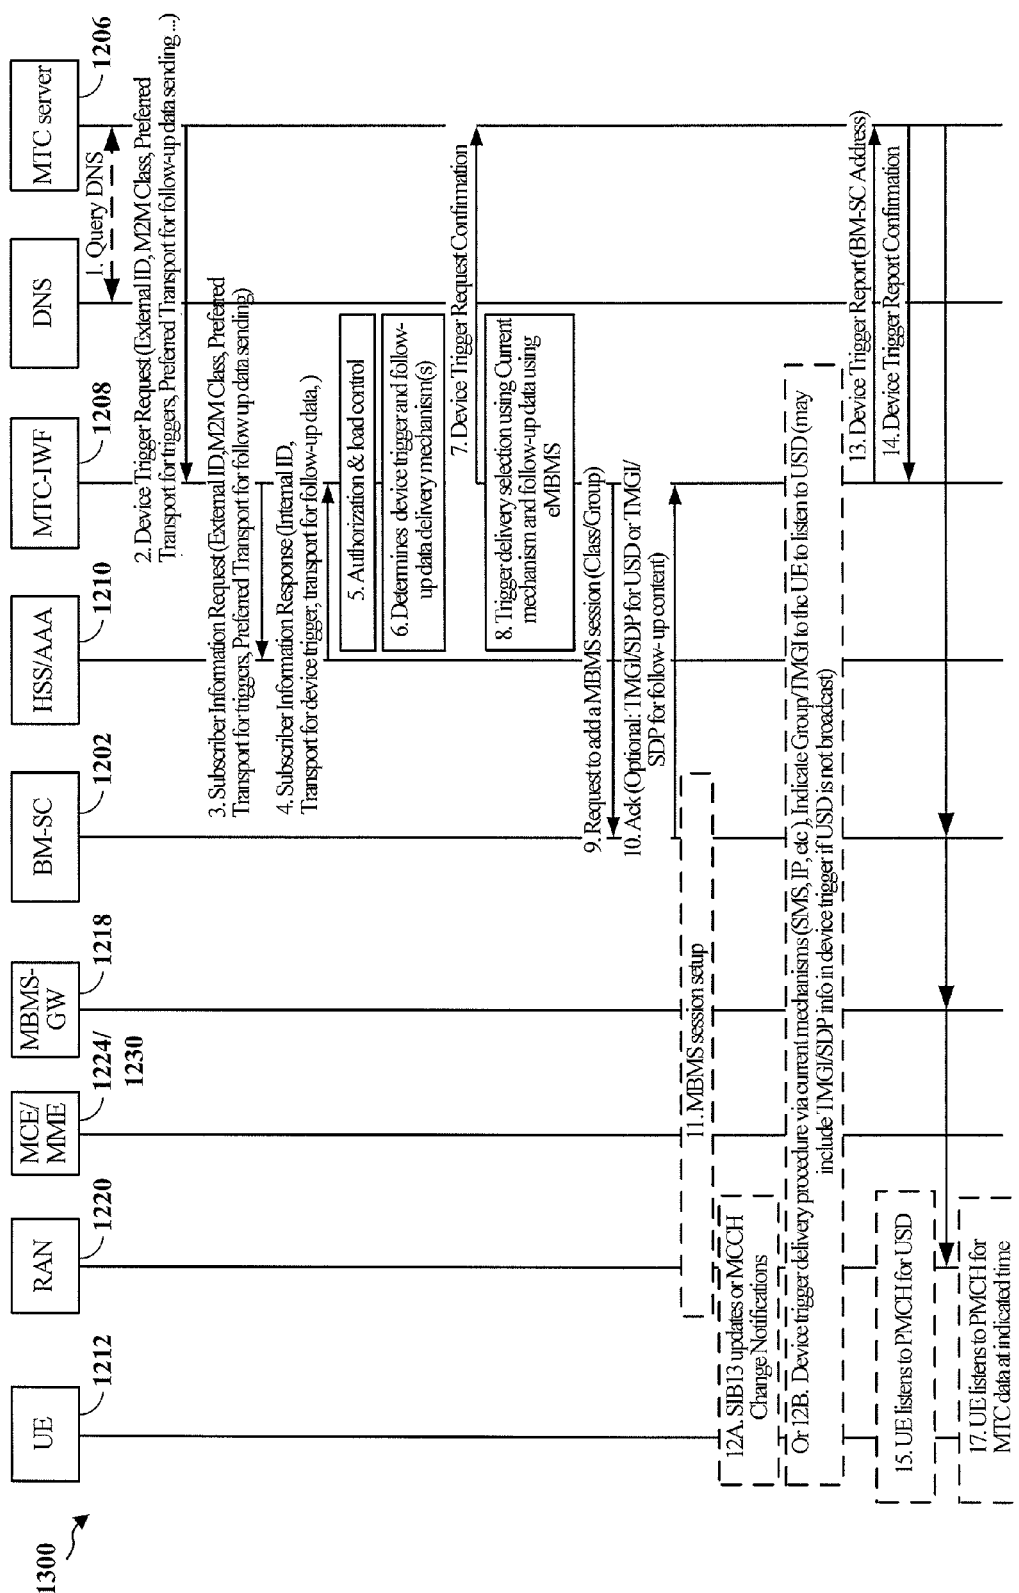 1300
UE
1212
RAN
1220
MCE/
MME
1224/
1230
MBMS-
GW
1218
BM-SC
1202
HSS/AAA
1210
MTC-IWF
1208
DNS
MTC server
1206
1. Query DNS
2. Device Trigger Request (External ID, M2M Class, Preferred
Transport for triggers, Preferred Transport for follow-up data sending ...)
3. Subscriber Information Request (External ID, M2M Class, Preferred
Transport for triggers, Preferred Transport for follow up data sending)
4. Subscriber Information Response (Internal ID,
Transport for device trigger, transport for follow-up data, )
5. Authorization & load control
6. Determines device trigger and follow-
up data delivery mechanism(s)
7. Device Trigger Request Confirmation
8. Trigger delivery selection using Current
mechanism and follow-up data using
eMBMS
9. Request to add a MBMS session (Class/Group)
10. Ack (Optional: TMGI/SDP for USD or TMGI/
SDP for follow-up content)
11. MBMS session setup
12A. SIB13 updates or MCCH
Change Notifications
Or 12B. Device trigger delivery procedure via current mechanisms (SMS, IP, etc ), Indicate Group/TMGI to the UE to listen to USD (may
include TMGI/SDP info in device trigger if USD is not broadcast)
13. Device Trigger Report (BM-SC Address)
14. Device Trigger Report Confirmation
15. UE listens to PMCH for USD
17. UE listens to PMCH for
MTC data at indicated time